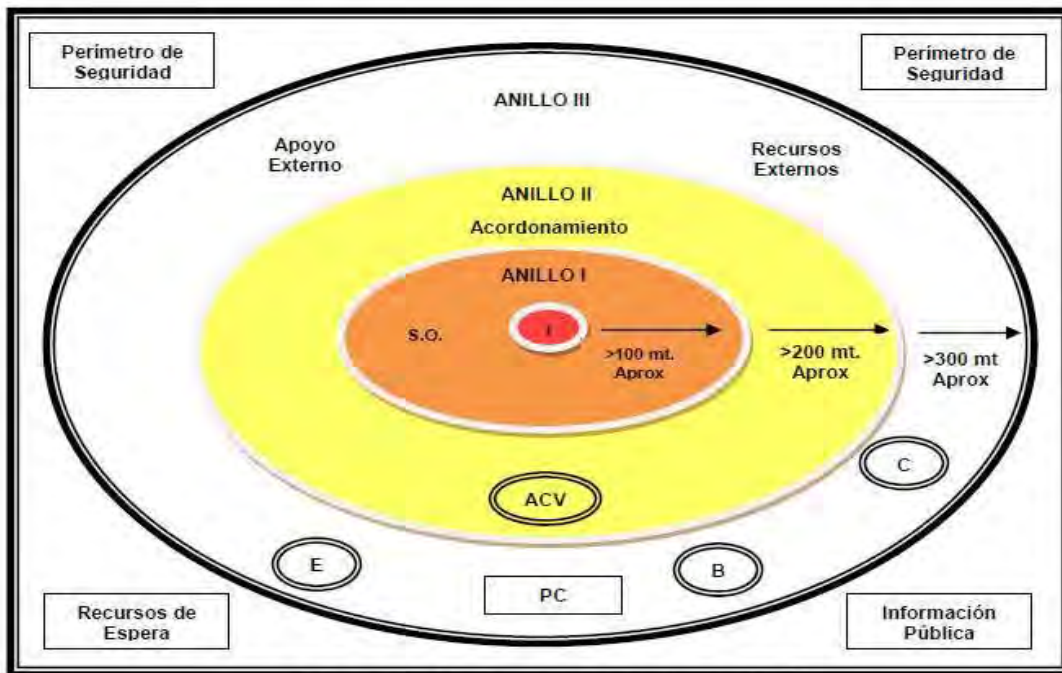 Perímetro de
Seguridad
Perímetro de
Seguridad
ANILLO III
Apoyo
Externo
Recursos
Externos
ANILLO II
Acordonamiento
ANILLO I
S.O.
I
>100 mt.
Aprox
>200 mt.
Aprox
>300 mt
Aprox
C
ACV
E
B
PC
Recursos de
Espera
Información
Pública